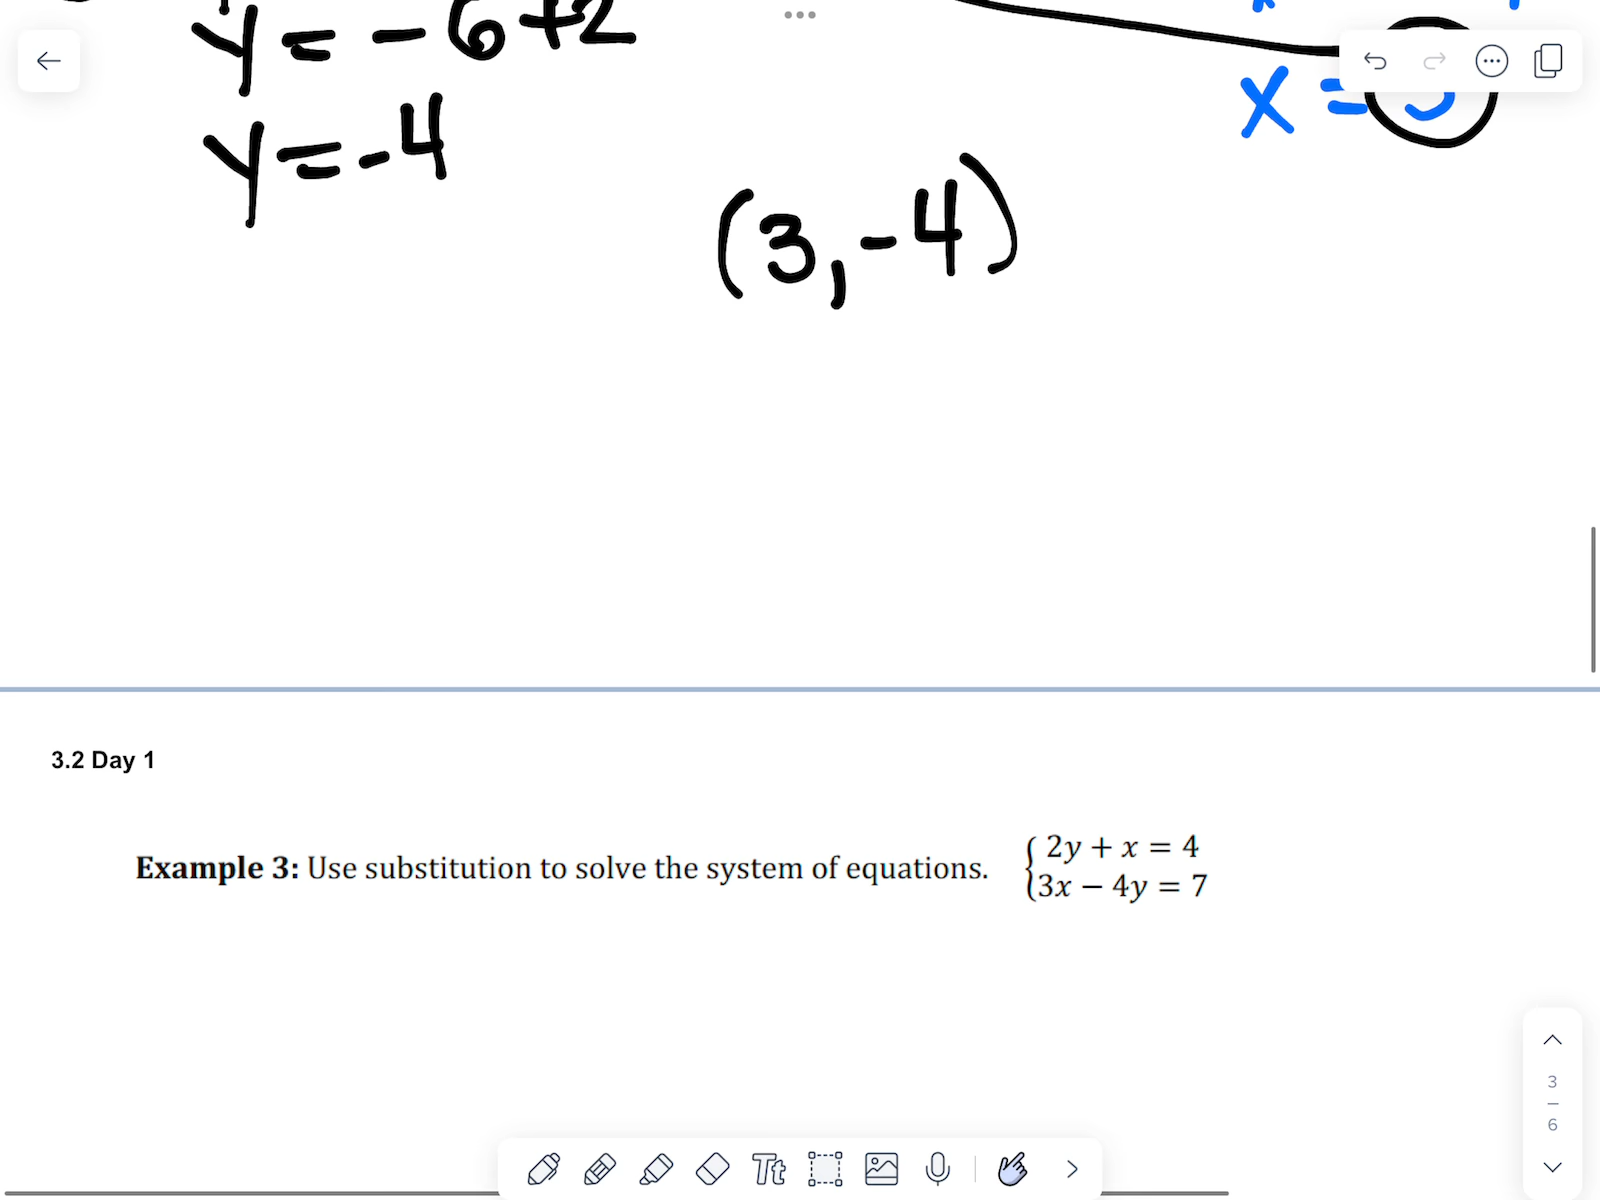 y = -6+2
y = -4
x =
(3, -4)
3.2 Day 1
Example 3: Use substitution to solve the system of equations.
2y + x = 4
3x − 4y = 7
3
6
Tt